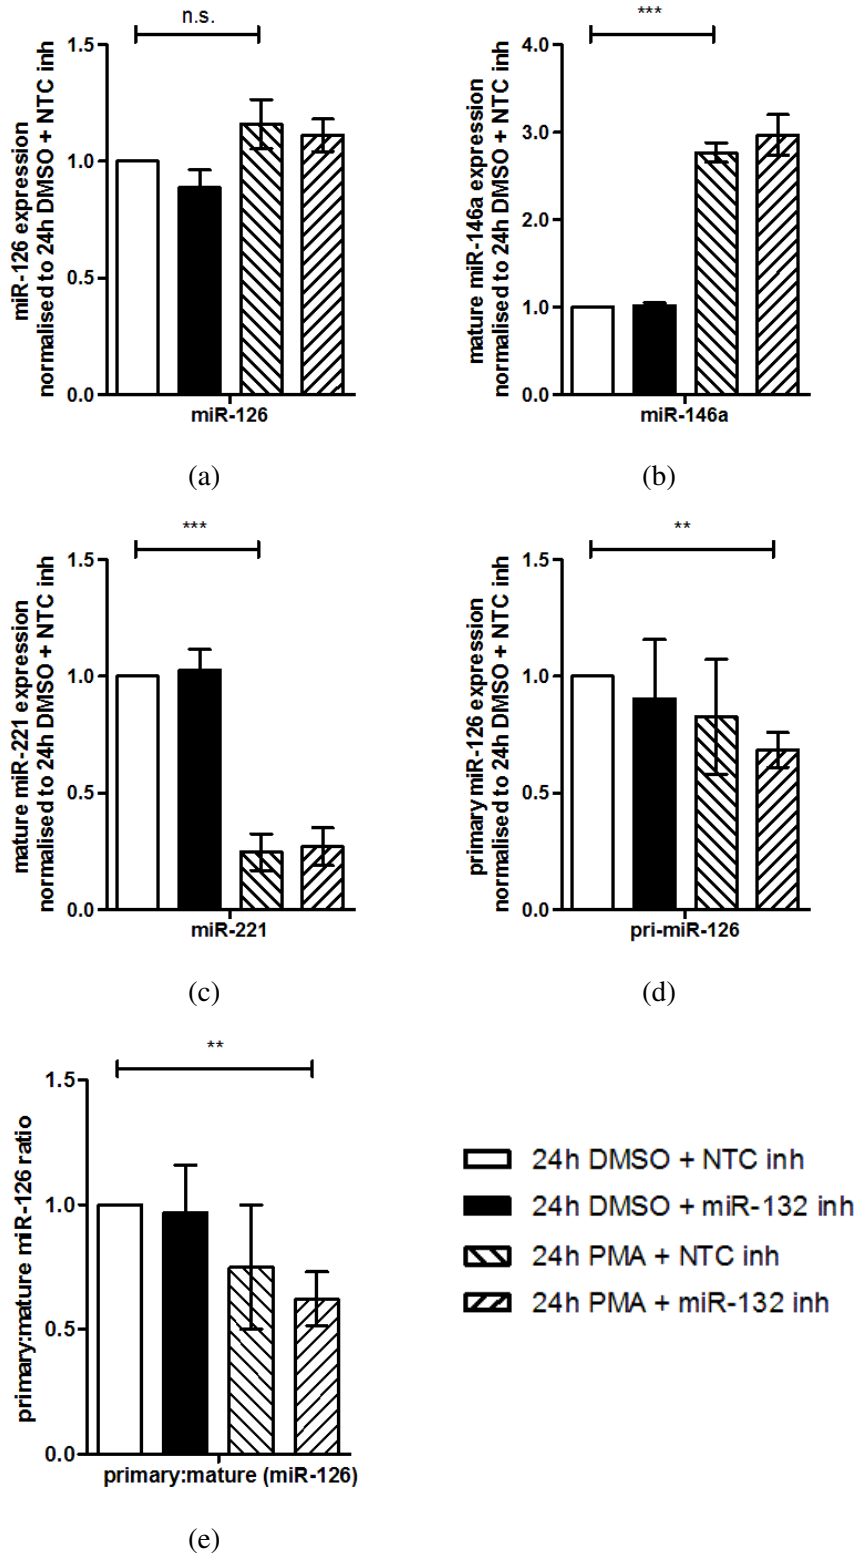 n.s.
miR-126 expression
normalised to 24h DMSO + NTC inh
1.5
1.0
0.5
0.0
miR-126
(a)
***
mature miR-146a expression
normalised to 24h DMSO + NTC inh
4.0
3.0
2.0
1.0
0.0
miR-146a
(b)
***
mature miR-221 expression
normalised to 24h DMSO + NTC inh
1.5
1.0
0.5
0.0
miR-221
(c)
**
primary miR-126 expression
normalised to 24h DMSO + NTC inh
1.5
1.0
0.5
0.0
pri-miR-126
(d)
**
primary:mature miR-126 ratio
1.5
1.0
0.5
0.0
primary:mature (miR-126)
(e)
24h DMSO + NTC inh
24h DMSO + miR-132 inh
24h PMA + NTC inh
24h PMA + miR-132 inh